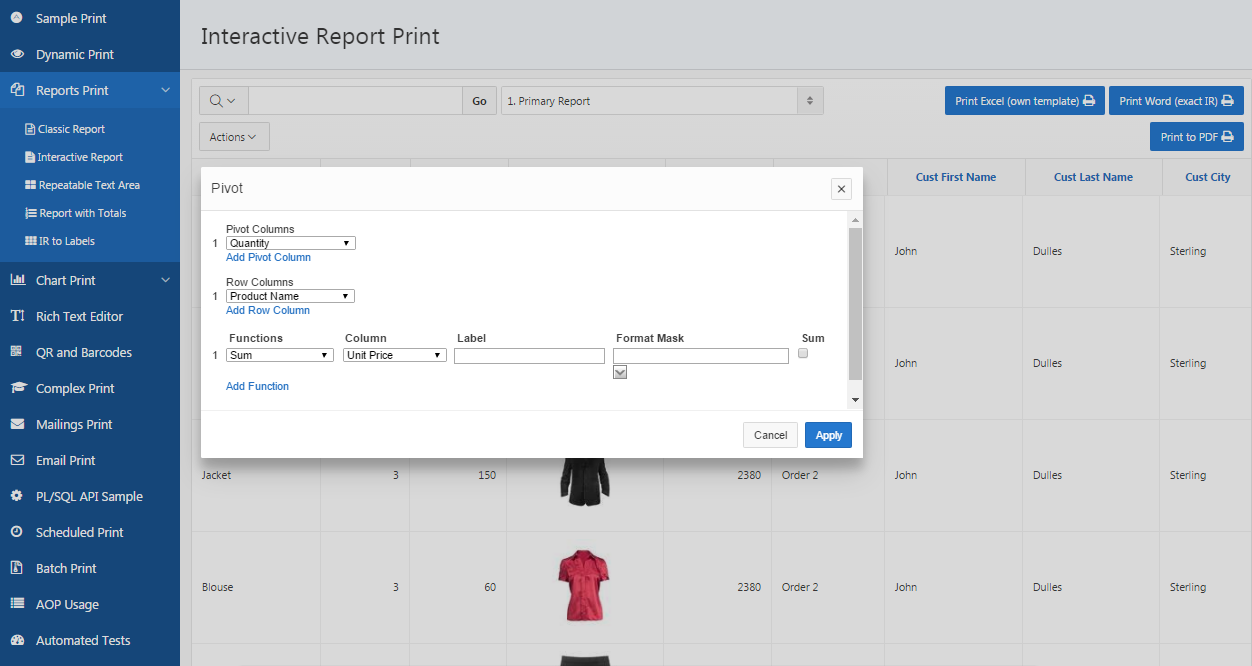 Sample Print
Dynamic Print
Reports Print
Classic Report
Interactive Report
Repeatable Text Area
Report with Totals
IR to Labels
Chart Print
Rich Text Editor
QR and Barcodes
Complex Print
Mailings Print
Email Print
PL/SQL API Sample
Scheduled Print
Batch Print
AOP Usage
Automated Tests
Interactive Report Print
Go
1. Primary Report
Print Excel (own template)
Print Word (exact IR)
Actions
Print to PDF
Cust First Name Cust Last Name Cust City
John Dulles Sterling
John Dulles Sterling
Pivot
Pivot Columns
1 Quantity
Add Pivot Column
Row Columns
1 Product Name
Add Row Column
Functions Column Label Format Mask Sum
1 Sum Unit Price
Add Function
Cancel Apply
Jacket 3 150 2380 Order 2 John Dulles Sterling
Blouse 3 60 2380 Order 2 John Dulles Sterling